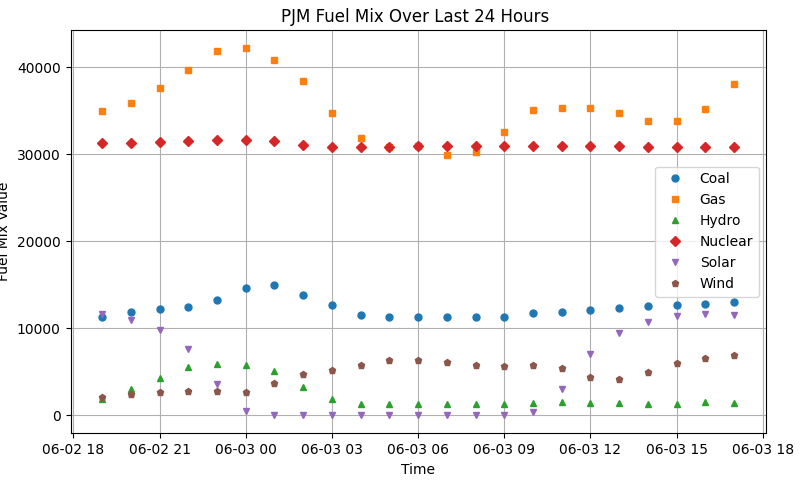 PJM Fuel Mix Over Last 24 Hours
Fuel Mix Value
40000
30000
20000
10000
0
Coal
Gas
Hydro
Nuclear
Solar
Wind
06-02 18 06-02 21 06-03 00 06-03 03 06-03 06 06-03 09 06-03 12 06-03 15 06-03 18
Time